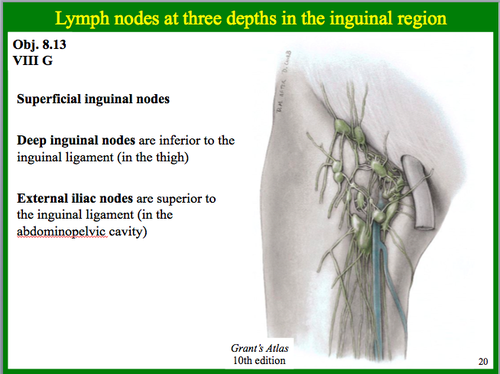 Lymph nodes at three depths in the inguinal region
Obj. 8.13
VIII G
Superficial inguinal nodes
Deep inguinal nodes are inferior to the
inguinal ligament (in the thigh)
External iliac nodes are superior to
the inguinal ligament (in the
abdominopelvic cavity)
Grant's Atlas
10th edition
20